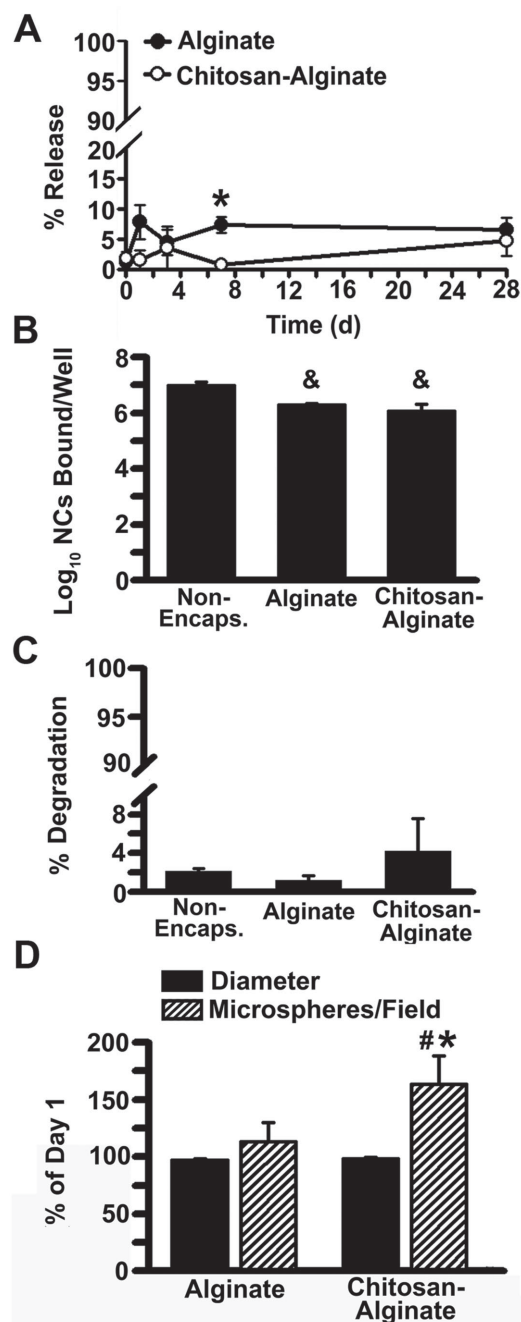 A
100
Alginate
Chitosan-Alginate
95
90
20
15
*
10
5
0
% Release
0 4 8 12 16 20 24 28
Time (d)
B
8
& &
6
4
2
0
Log10 NCs Bound/Well
Non-Encaps. Alginate Chitosan-Alginate
C
100
95
90
8
4
0
% Degradation
Non-Encaps. Alginate Chitosan-Alginate
D
Diameter
Microspheres/Field
200
#*
150
100
50
0
% of Day 1
Alginate Chitosan-Alginate